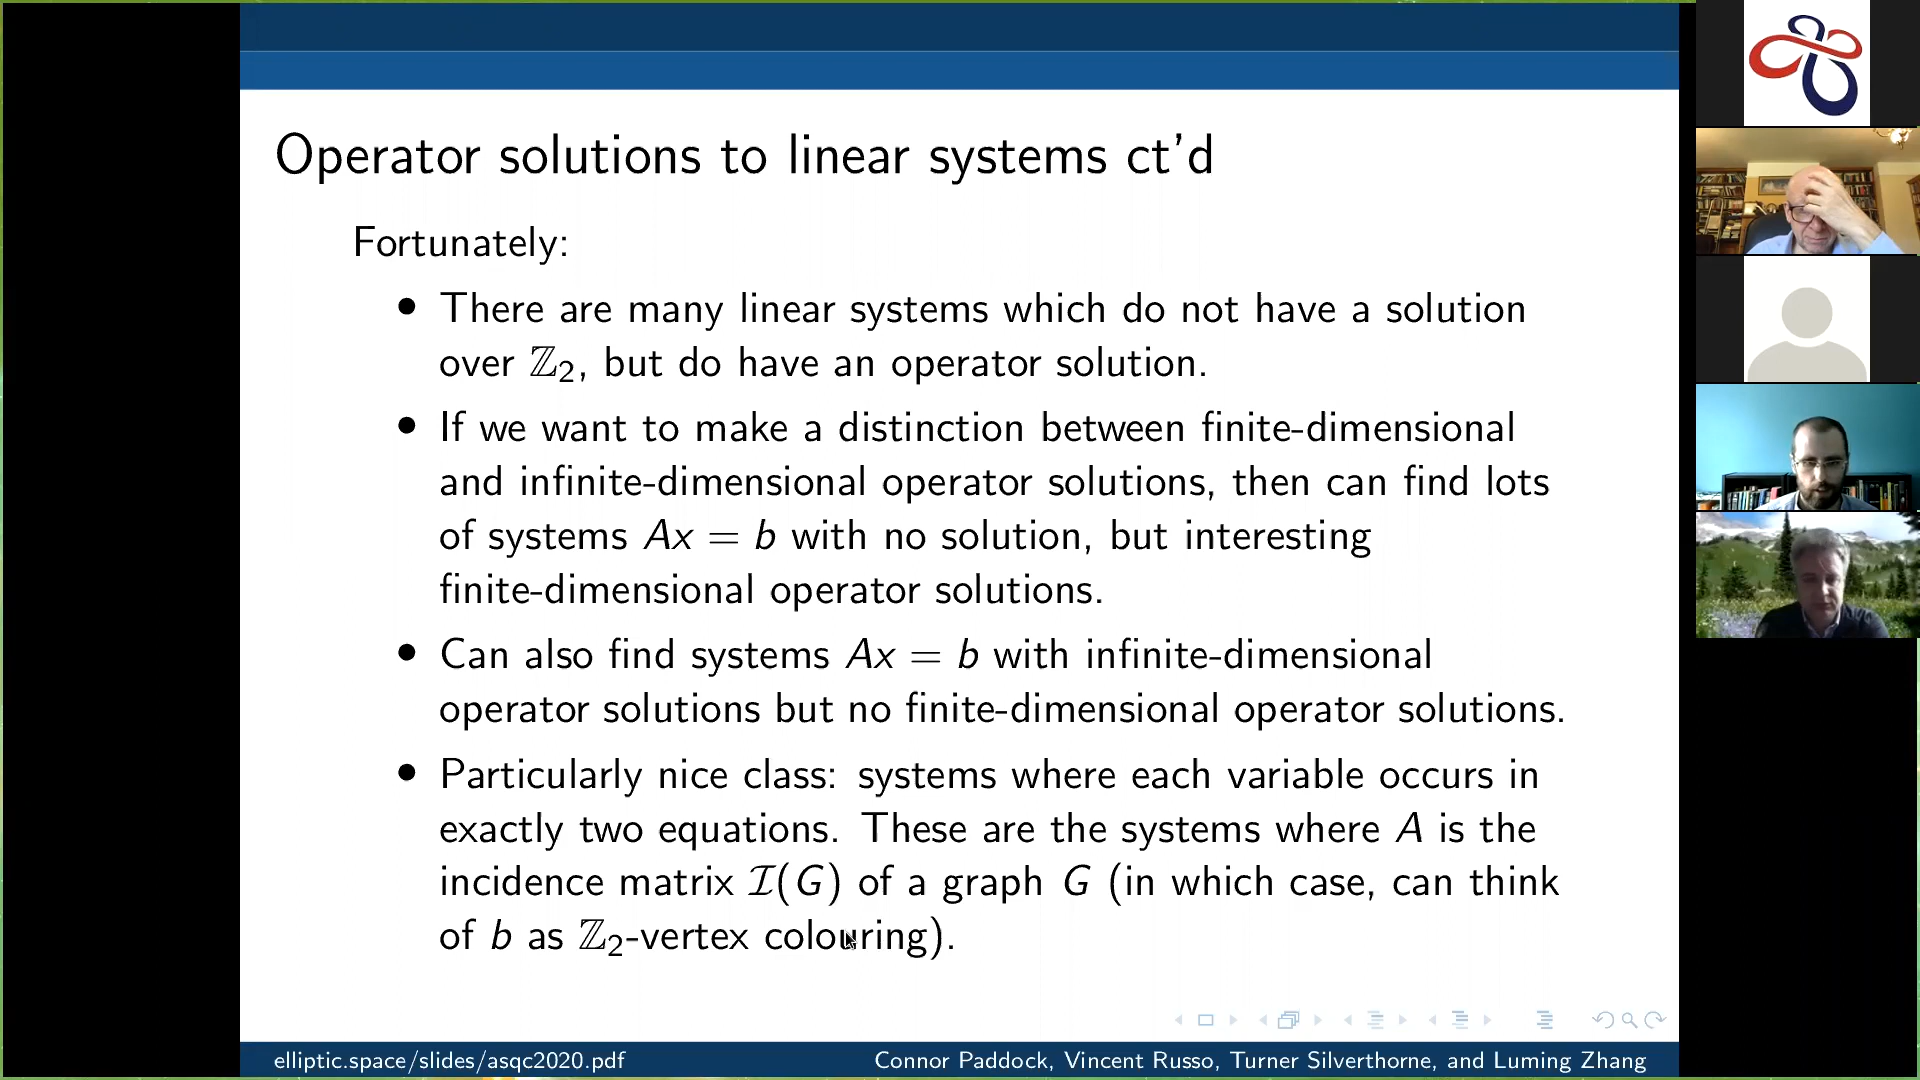 Operator solutions to linear systems ct'd
Fortunately:
• There are many linear systems which do not have a solution
over ℤ₂, but do have an operator solution.
• If we want to make a distinction between finite-dimensional
and infinite-dimensional operator solutions, then can find lots
of systems Ax = b with no solution, but interesting
finite-dimensional operator solutions.
• Can also find systems Ax = b with infinite-dimensional
operator solutions but no finite-dimensional operator solutions.
• Particularly nice class: systems where each variable occurs in
exactly two equations. These are the systems where A is the
incidence matrix ℐ(G) of a graph G (in which case, can think
of b as ℤ₂-vertex colouring).
elliptic.space/slides/asqc2020.pdf
Connor Paddock, Vincent Russo, Turner Silverthorne, and Luming Zhang